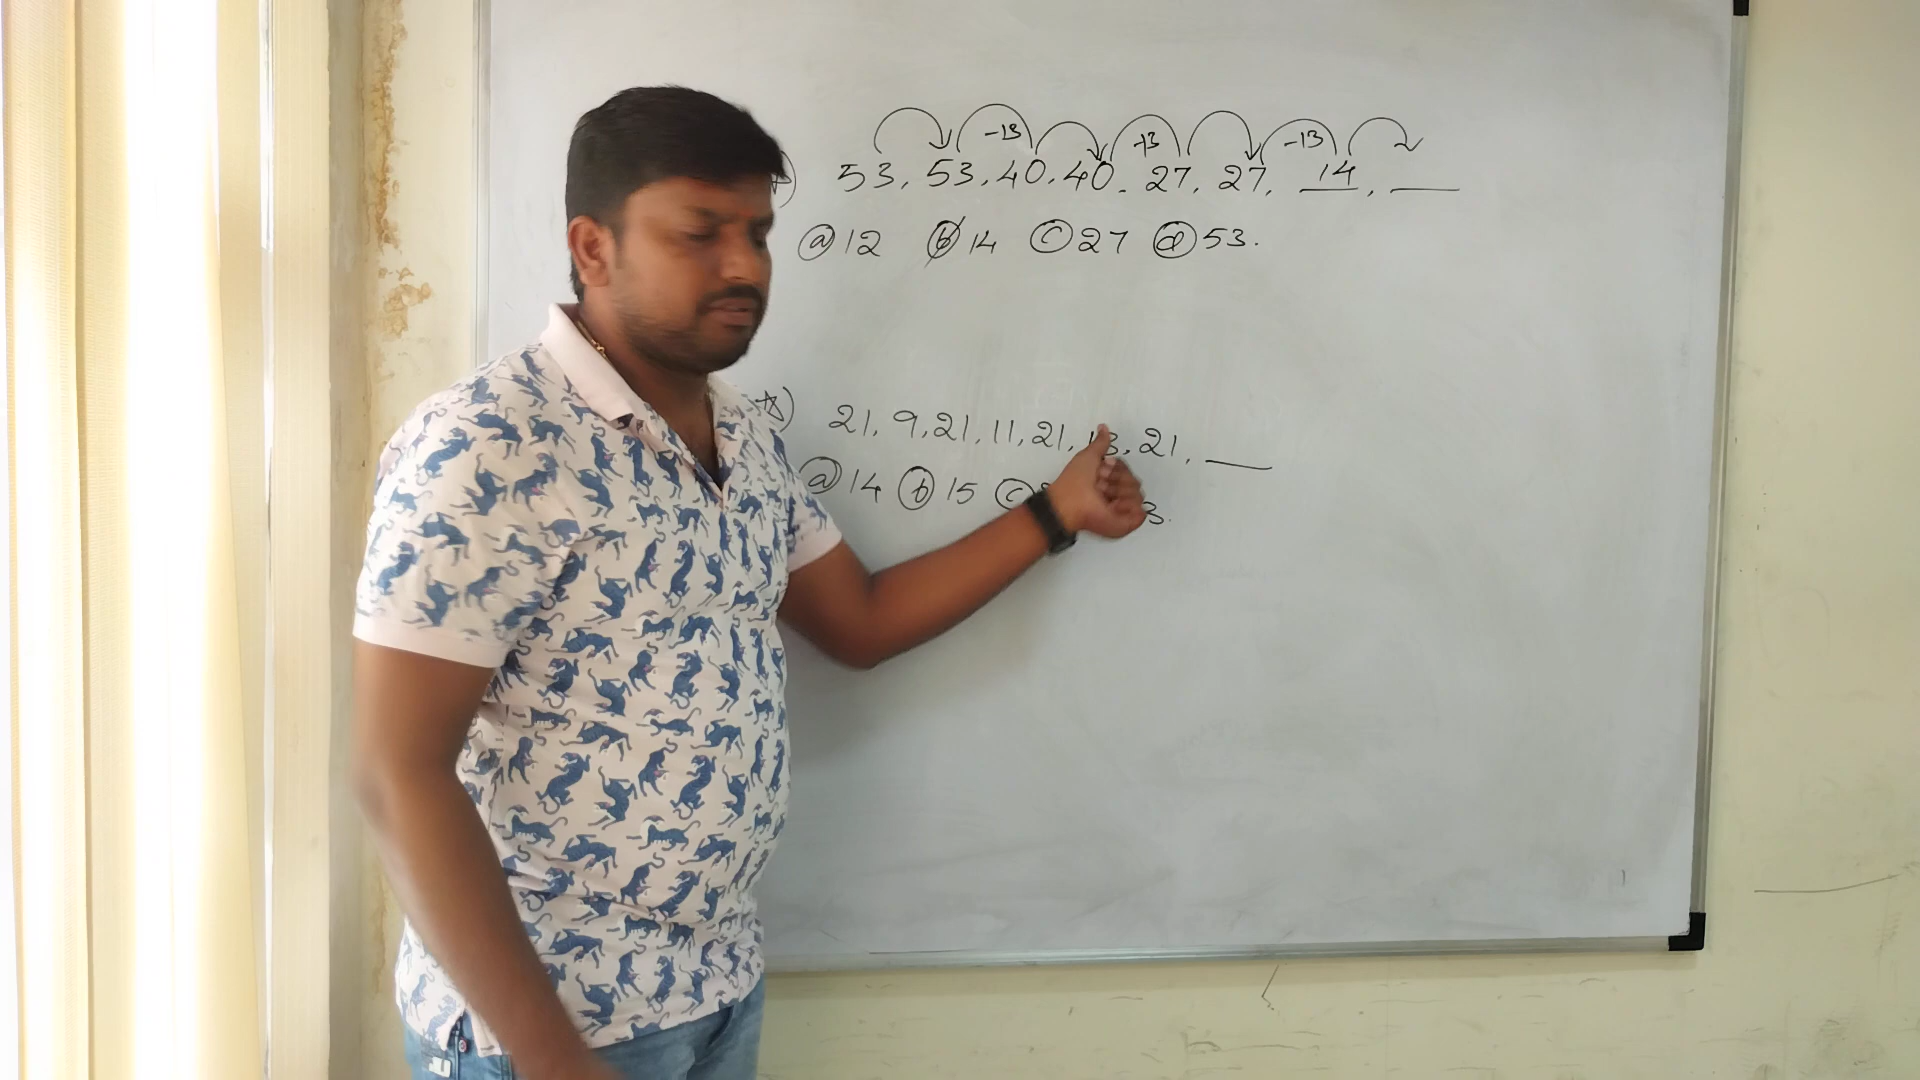 -13 -13 -13
*) 53, 53, 40, 40, 27, 27, 14, __
ⓐ 12 ⓑ 14 ⓒ 27 ⓓ 53.
*) 21, 9, 21, 11, 21, 13, 21, __
ⓐ 14 ⓑ 15 ⓒ